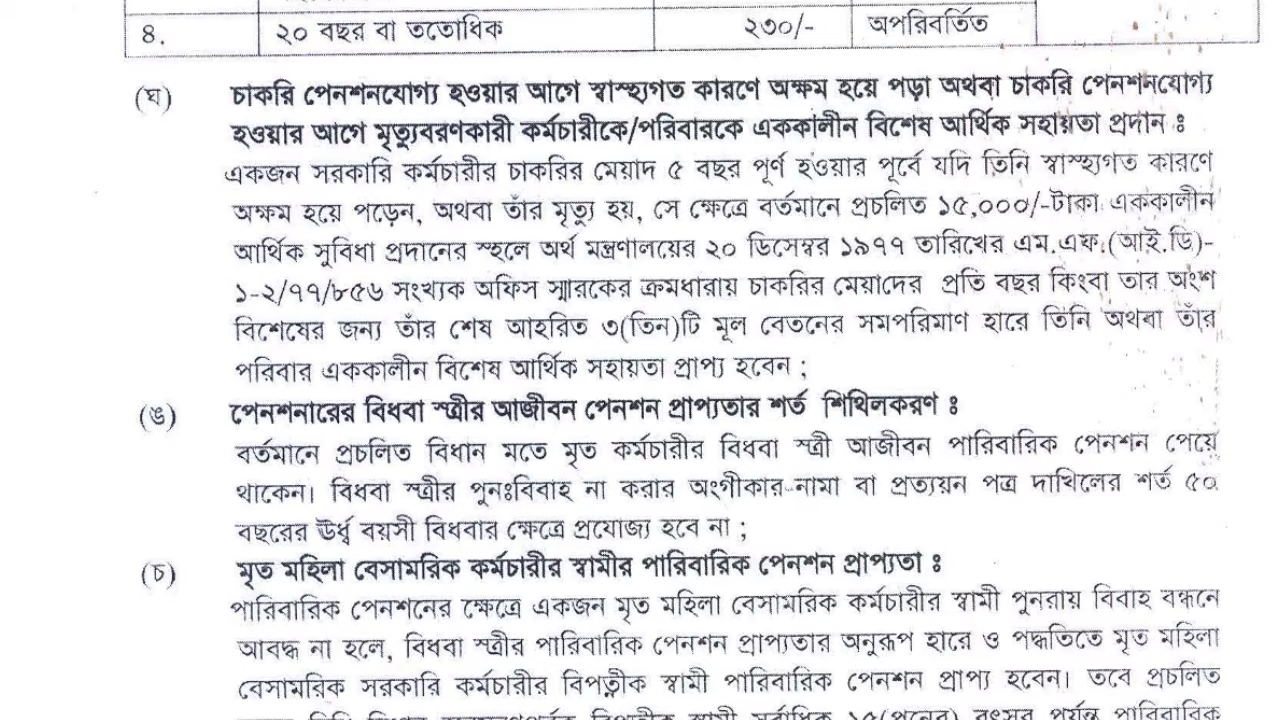 ৪. ২০ বছর বা ততোধিক ২৩০/- অপরিবর্তিত
(ঘ) চাকরি পেনশনযোগ্য হওয়ার আগে স্বাস্হ্যগত কারণে অক্ষম হয়ে পড়া অথবা চাকরি পেনশনযোগ্য
হওয়ার আগে মৃত্যুবরণকারী কর্মচারীকে/পরিবারকে এককালীন বিশেষ আর্থিক সহায়তা প্রদান ঃ
একজন সরকারি কর্মচারীর চাকরির মেয়াদ ৫ বছর পূর্ণ হওয়ার পূর্বে যদি তিনি স্বাস্হ্যগত কারণে
অক্ষম হয়ে পড়েন, অথবা তাঁর মৃত্যু হয়, সে ক্ষেত্রে বর্তমানে প্রচলিত ১৫,০০০/-টাকা এককালীন
আর্থিক সুবিধা প্রদানের স্হলে অর্থ মন্ত্রণালয়ের ২০ ডিসেম্বর ১৯৭৭ তারিখের এম.এফ.(আই.ডি)-
১-২/৭৭/৮৫৬ সংখ্যক অফিস স্মারকের ক্রমধারায় চাকরির মেয়াদের প্রতি বছর কিংবা তার অংশ
বিশেষের জন্য তাঁর শেষ আহরিত ৩(তিন)টি মূল বেতনের সমপরিমাণ হারে তিনি অথবা তাঁর
পরিবার এককালীন বিশেষ আর্থিক সহায়তা প্রাপ্য হবেন ;
(ঙ) পেনশনারের বিধবা স্ত্রীর আজীবন পেনশন প্রাপ্যতার শর্ত শিথিলকরণ ঃ
বর্তমানে প্রচলিত বিধান মতে মৃত কর্মচারীর বিধবা স্ত্রী আজীবন পারিবারিক পেনশন পেয়ে
থাকেন। বিধবা স্ত্রীর পুনঃবিবাহ না করার অংগীকার নামা বা প্রত্যয়ন পত্র দাখিলের শর্ত ৫০
বছরের ঊর্ধ্ব বয়সী বিধবার ক্ষেত্রে প্রযোজ্য হবে না ;
(চ) মৃত মহিলা বেসামরিক কর্মচারীর স্বামীর পারিবারিক পেনশন প্রাপ্যতা ঃ
পারিবারিক পেনশনের ক্ষেত্রে একজন মৃত মহিলা বেসামরিক কর্মচারীর স্বামী পুনরায় বিবাহ বন্ধনে
আবদ্ধ না হলে, বিধবা স্ত্রীর পারিবারিক পেনশন প্রাপ্যতার অনুরূপ হারে ও পদ্ধতিতে মৃত মহিলা
বেসামরিক সরকারি কর্মচারীর বিপত্নীক স্বামী পারিবারিক পেনশন প্রাপ্য হবেন। তবে প্রচলিত
বিপত্নীক স্বামী সর্বাধিক ১৫(পনের) বৎসর পর্যন্ত পারিবারিক